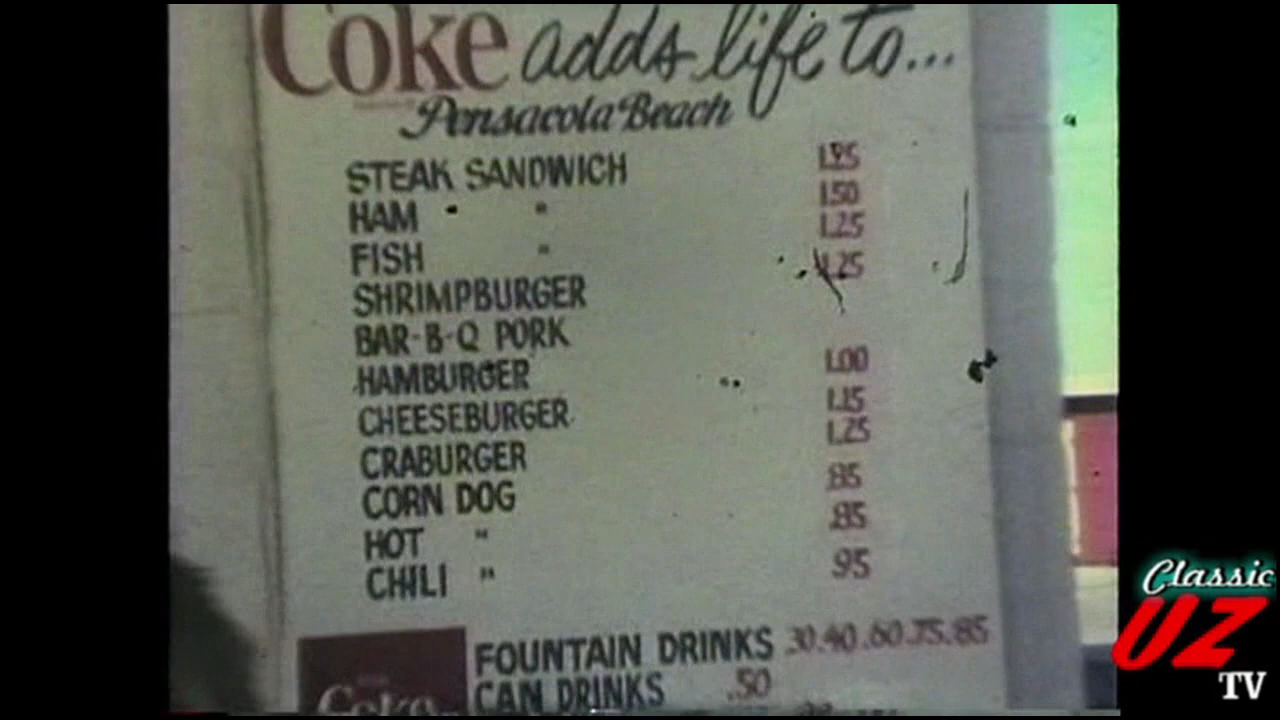 Coke adds life to...
Pensacola Beach
STEAK SANDWICH 1.25
HAM " " 1.50
FISH " 1.25
SHRIMPBURGER 1.25
BAR-B-Q PORK
HAMBURGER 1.00
CHEESEBURGER 1.15
CRABURGER 1.25
CORN DOG .85
HOT " .85
CHILI " .95
FOUNTAIN DRINKS .30.40.60.75.85
CAN DRINKS .50
Coke
Classic
UZ
TV